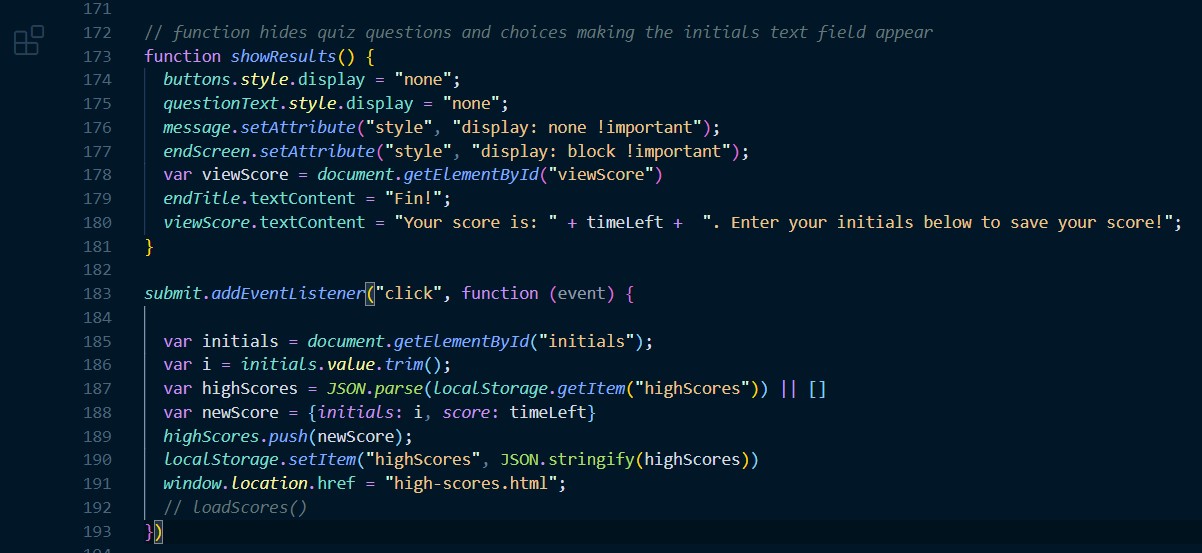 171
172 // function hides quiz questions and choices making the initials text field appear
173 function showResults() {
174   buttons.style.display = "none";
175   questionText.style.display = "none";
176   message.setAttribute("style", "display: none !important");
177   endScreen.setAttribute("style", "display: block !important");
178   var viewScore = document.getElementById("viewScore")
179   endTitle.textContent = "Fin!";
180   viewScore.textContent = "Your score is: " + timeLeft +  ". Enter your initials below to save your score!";
181 }
182
183 submit.addEventListener("click", function (event) {
184
185   var initials = document.getElementById("initials");
186   var i = initials.value.trim();
187   var highScores = JSON.parse(localStorage.getItem("highScores")) || []
188   var newScore = {initials: i, score: timeLeft}
189   highScores.push(newScore);
190   localStorage.setItem("highScores", JSON.stringify(highScores))
191   window.location.href = "high-scores.html";
192   // loadScores()
193 })